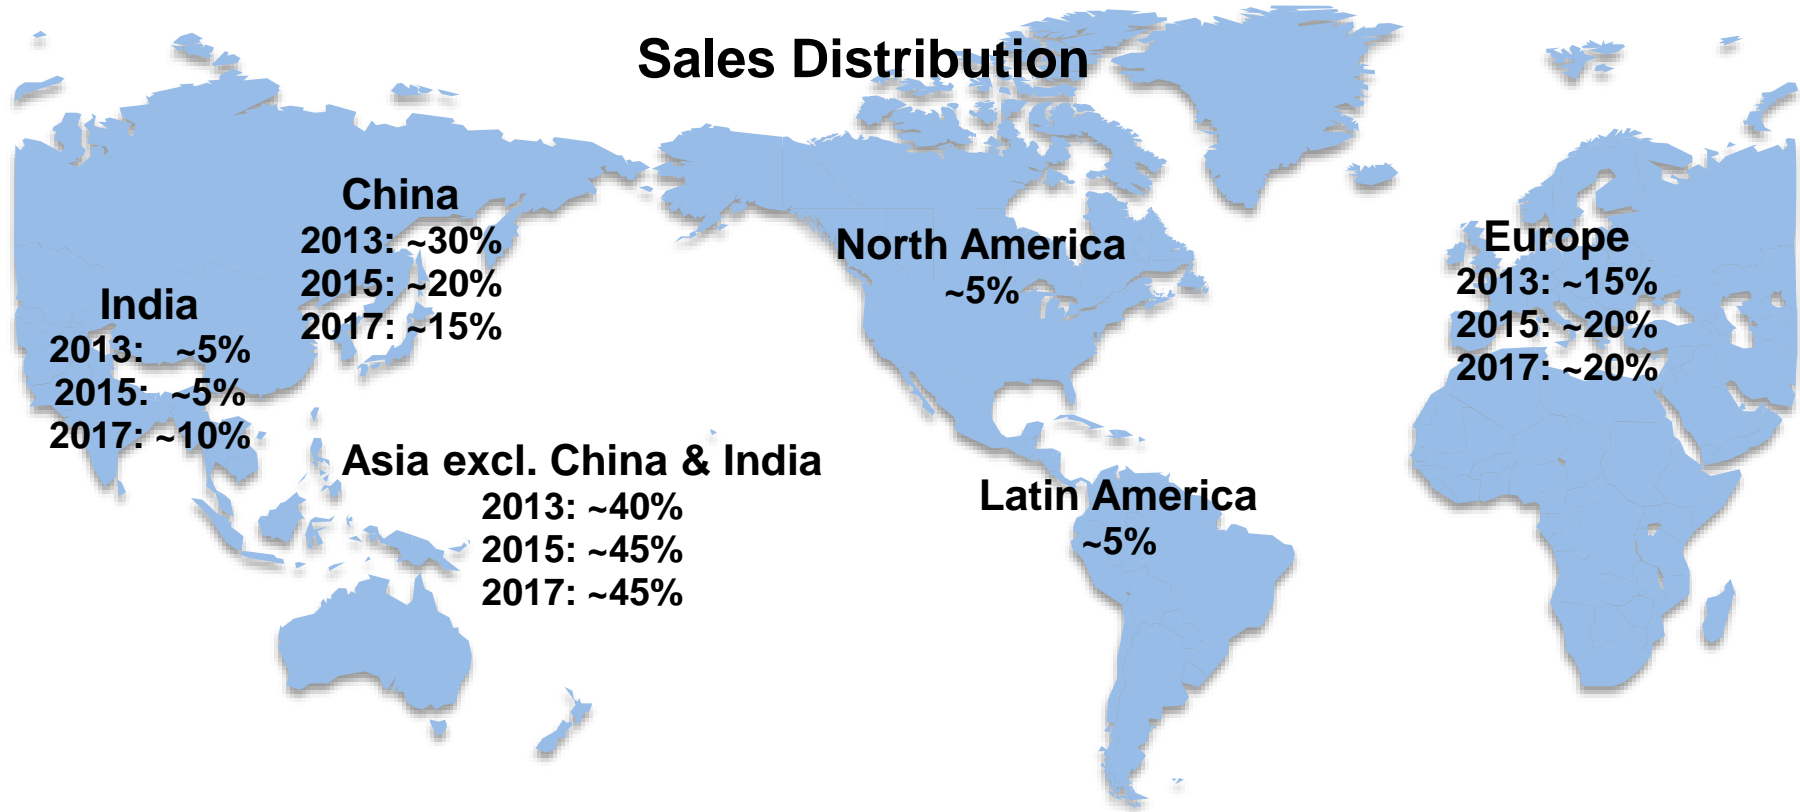 Sales Distribution
China
2013: ~30%
2015: ~20%
2017: ~15%
India
2013: ~5%
2015: ~5%
2017: ~10%
Asia excl. China & India
2013: ~40%
2015: ~45%
2017: ~45%
North America
~5%
Latin America
~5%
Europe
2013: ~15%
2015: ~20%
2017: ~20%